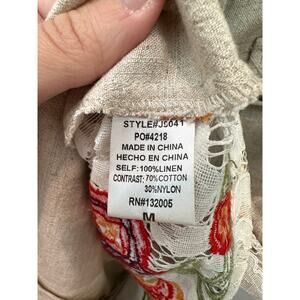 STYLE#J5041
PO#4218
MADE IN CHINA
HECHO EN CHINA
SELF:100%LINEN
CONTRAST: 70%COTTON
30%NYLON
RN#132005
M